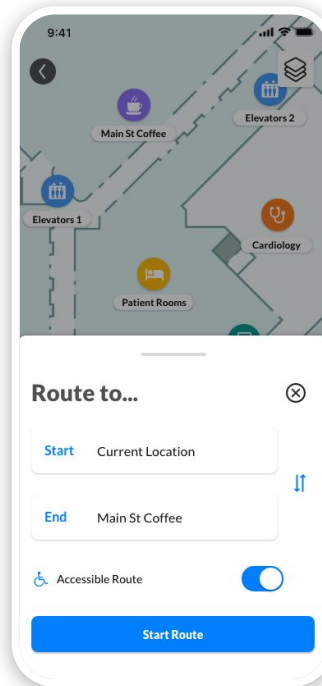 9:41
Main St Coffee
Elevators 2
Elevators 1
Cardiology
Patient Rooms
Route to...
Start Current Location
End Main St Coffee
Accessible Route
Start Route